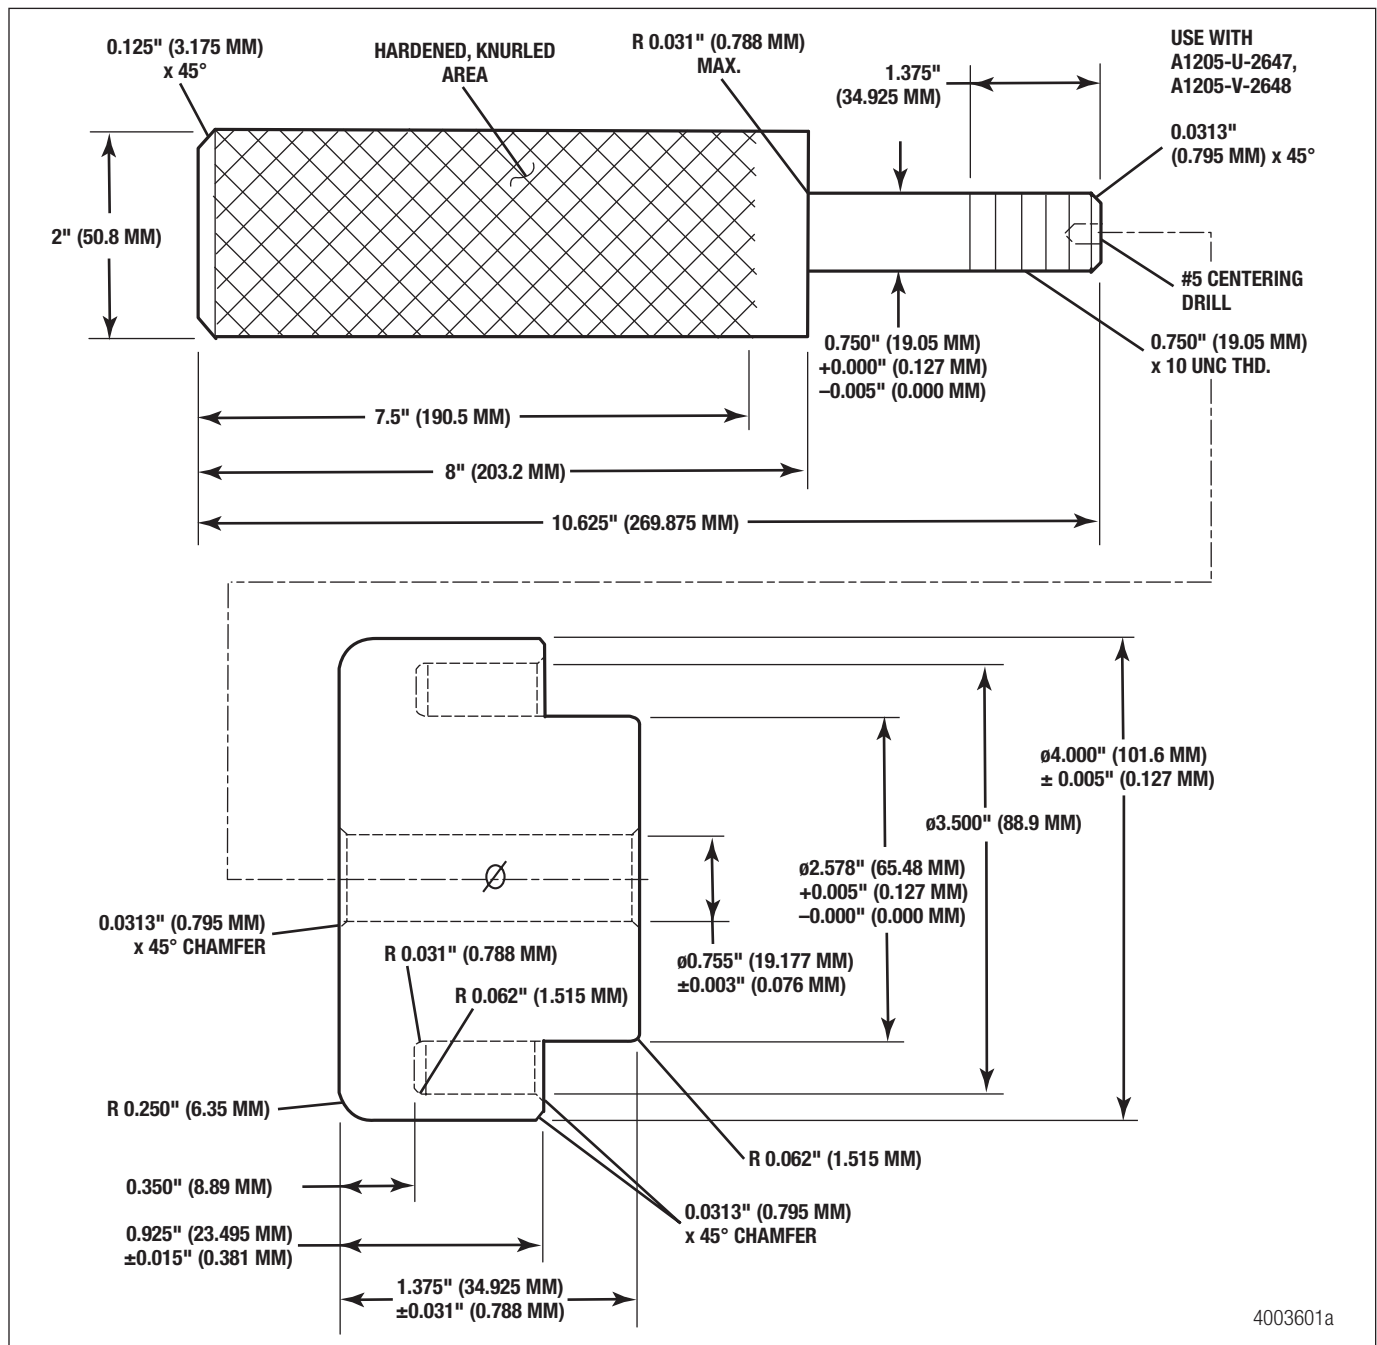 0.125" (3.175 MM)
x 45°
HARDENED, KNURLED
AREA
R 0.031" (0.788 MM)
MAX.
1.375"
(34.925 MM)
USE WITH
A1205-U-2647,
A1205-V-2648
0.0313"
(0.795 MM) x 45°
2" (50.8 MM)
#5 CENTERING
DRILL
0.750" (19.05 MM)
+0.000" (0.127 MM)
–0.005" (0.000 MM)
0.750" (19.05 MM)
x 10 UNC THD.
7.5" (190.5 MM)
8" (203.2 MM)
10.625" (269.875 MM)
ø4.000" (101.6 MM)
± 0.005" (0.127 MM)
ø3.500" (88.9 MM)
ø2.578" (65.48 MM)
+0.005" (0.127 MM)
–0.000" (0.000 MM)
0.0313" (0.795 MM)
x 45° CHAMFER
R 0.031" (0.788 MM)
ø0.755" (19.177 MM)
±0.003" (0.076 MM)
R 0.062" (1.515 MM)
R 0.250" (6.35 MM)
R 0.062" (1.515 MM)
0.350" (8.89 MM)
0.0313" (0.795 MM)
x 45° CHAMFER
0.925" (23.495 MM)
±0.015" (0.381 MM)
1.375" (34.925 MM)
±0.031" (0.788 MM)
4003601a